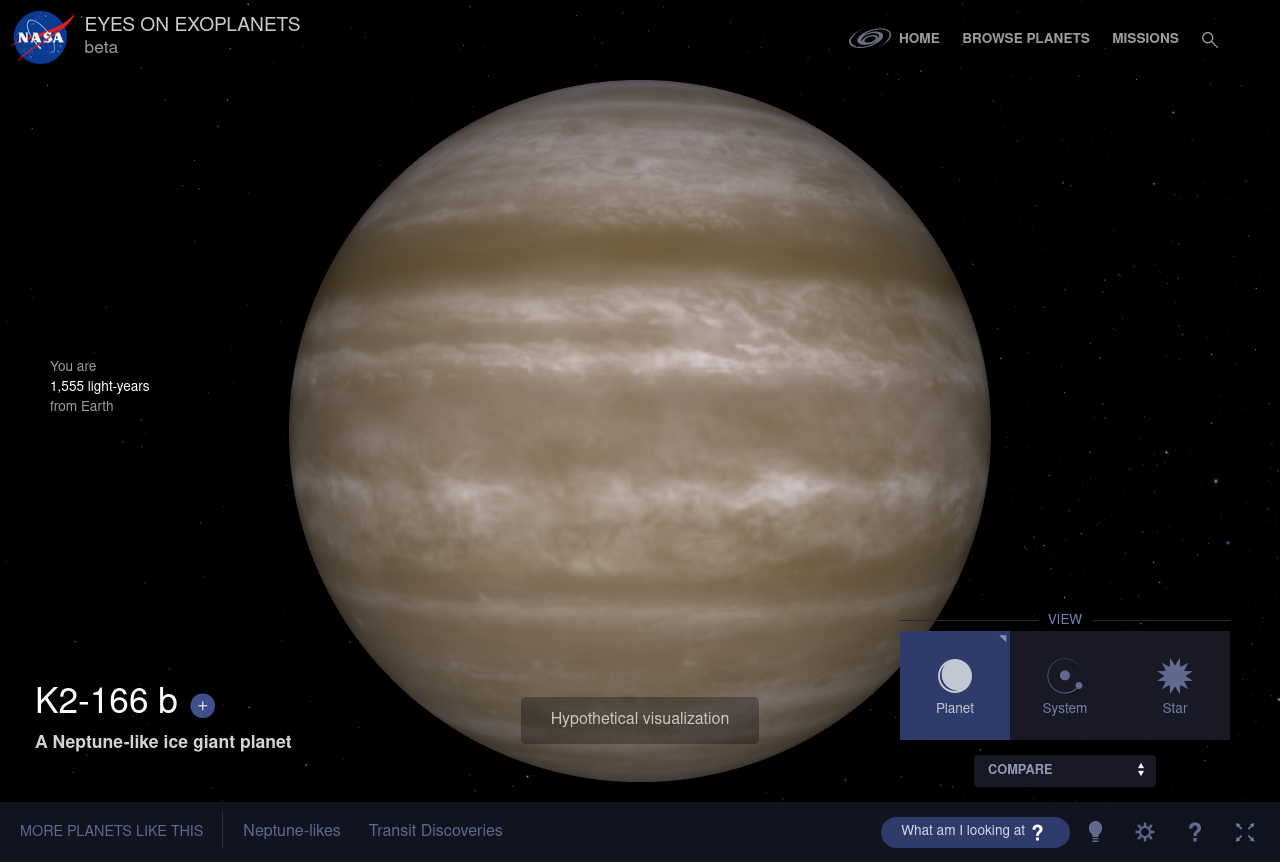 NASA
EYES ON EXOPLANETS
beta
HOME
BROWSE PLANETS
MISSIONS
You are
1,555 light-years
from Earth
VIEW
Planet
System
Star
K2-166 b +
A Neptune-like ice giant planet
Hypothetical visualization
COMPARE
MORE PLANETS LIKE THIS
Neptune-likes
Transit Discoveries
What am I looking at ?
?